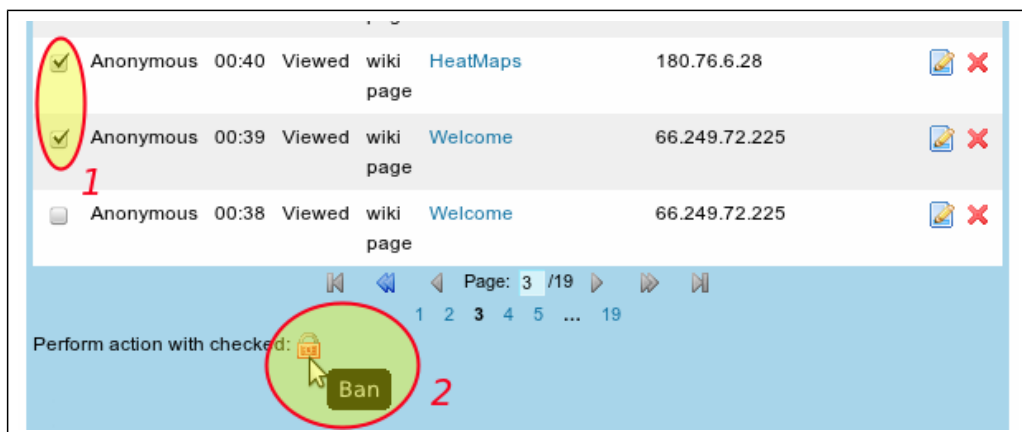 Anonymous 00:40 Viewed wiki page HeatMaps 180.76.6.28
Anonymous 00:39 Viewed wiki page Welcome 66.249.72.225
1
Anonymous 00:38 Viewed wiki page Welcome 66.249.72.225
Page: 3 /19
1 2 3 4 5 ... 19
Perform action with checked:
Ban
2